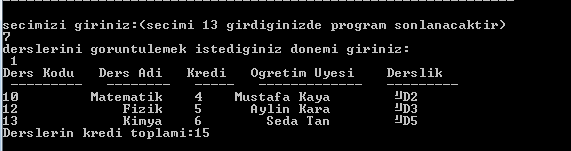 secimizi giriniz:(secimi 13 girdiginizde program sonlanacaktir)
7
derslerini goruntulemek istediginiz donemi giriniz:
1
Ders Kodu Ders Adi Kredi Ogretim Uyesi Derslik
10 Matematik 4 Mustafa Kaya ╜D2
12 Fizik 5 Aylin Kara ╜D3
13 Kimya 6 Seda Tan ╜D5
Derslerin kredi toplami:15